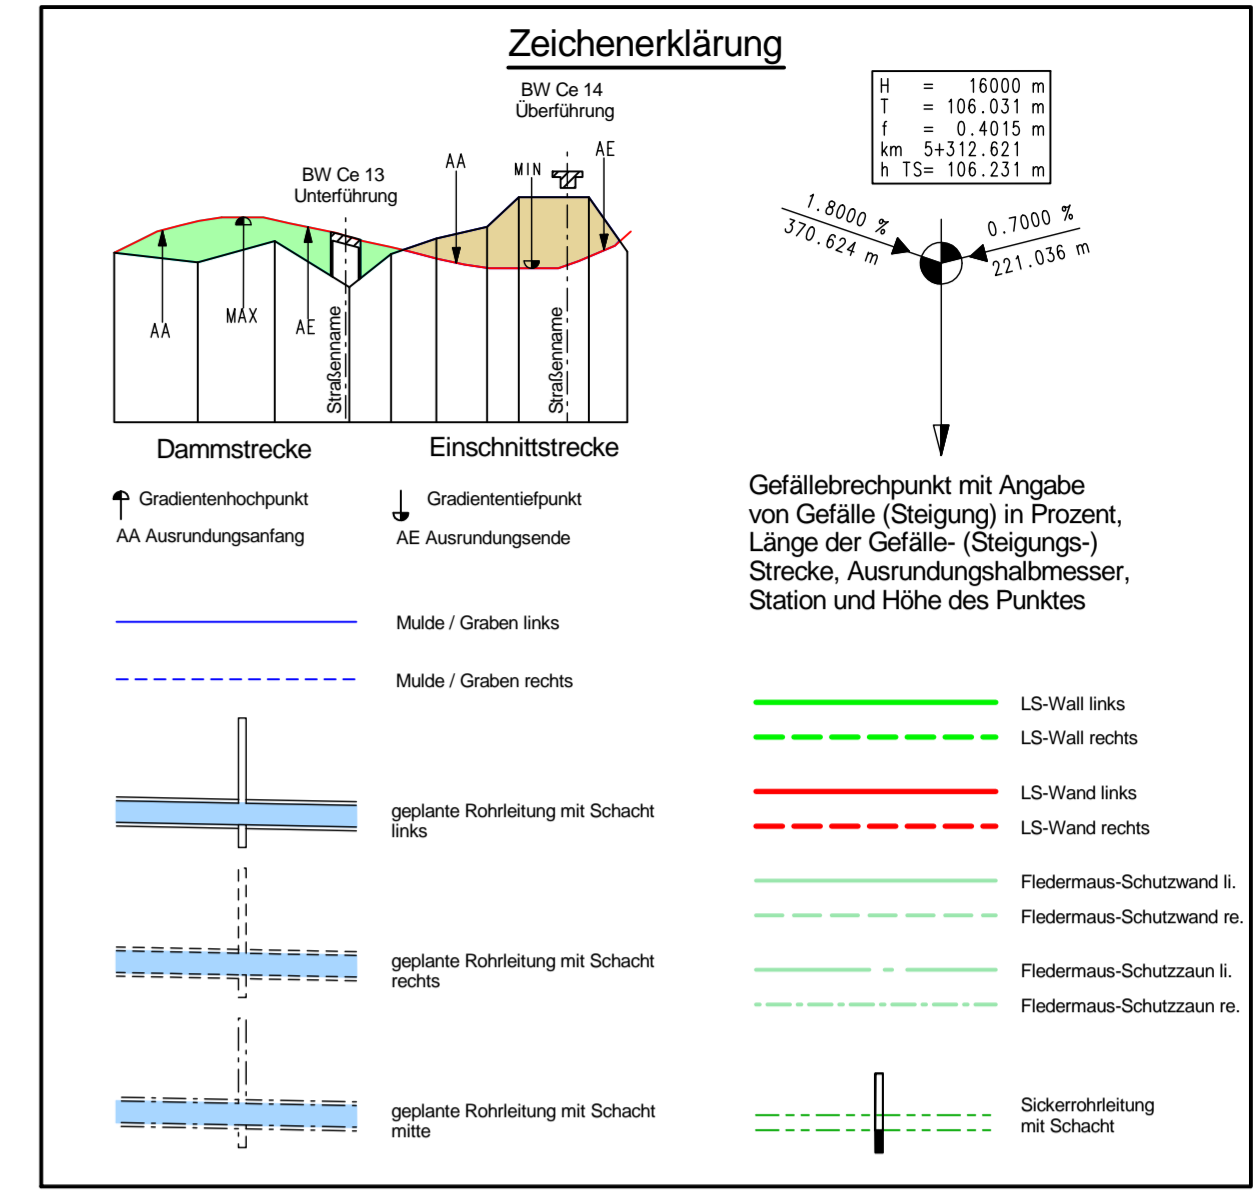 Zeichenerklärung
BW Ce 14
Überführung
BW Ce 13
Unterführung
AA
MIN
AE
AA
MAX
AE
Straßenname
Straßenname
Dammstrecke
Einschnittstrecke
H = 16000 m
T = 106.031 m
f = 0.4015 m
km 5+312.621
h TS= 106.231 m
1.8000 %
370.624 m
0.7000 %
221.036 m
Gefällebrechpunkt mit Angabe
von Gefälle (Steigung) in Prozent,
Länge der Gefälle- (Steigungs-)
Strecke, Ausrundungshalbmesser,
Station und Höhe des Punktes
Gradientenhochpunkt
Gradiententiefpunkt
AA Ausrundungsanfang
AE Ausrundungsende
Mulde / Graben links
Mulde / Graben rechts
geplante Rohrleitung mit Schacht
links
geplante Rohrleitung mit Schacht
rechts
geplante Rohrleitung mit Schacht
mitte
LS-Wall links
LS-Wall rechts
LS-Wand links
LS-Wand rechts
Fledermaus-Schutzwand li.
Fledermaus-Schutzwand re.
Fledermaus-Schutzzaun li.
Fledermaus-Schutzzaun re.
Sickerrohrleitung
mit Schacht